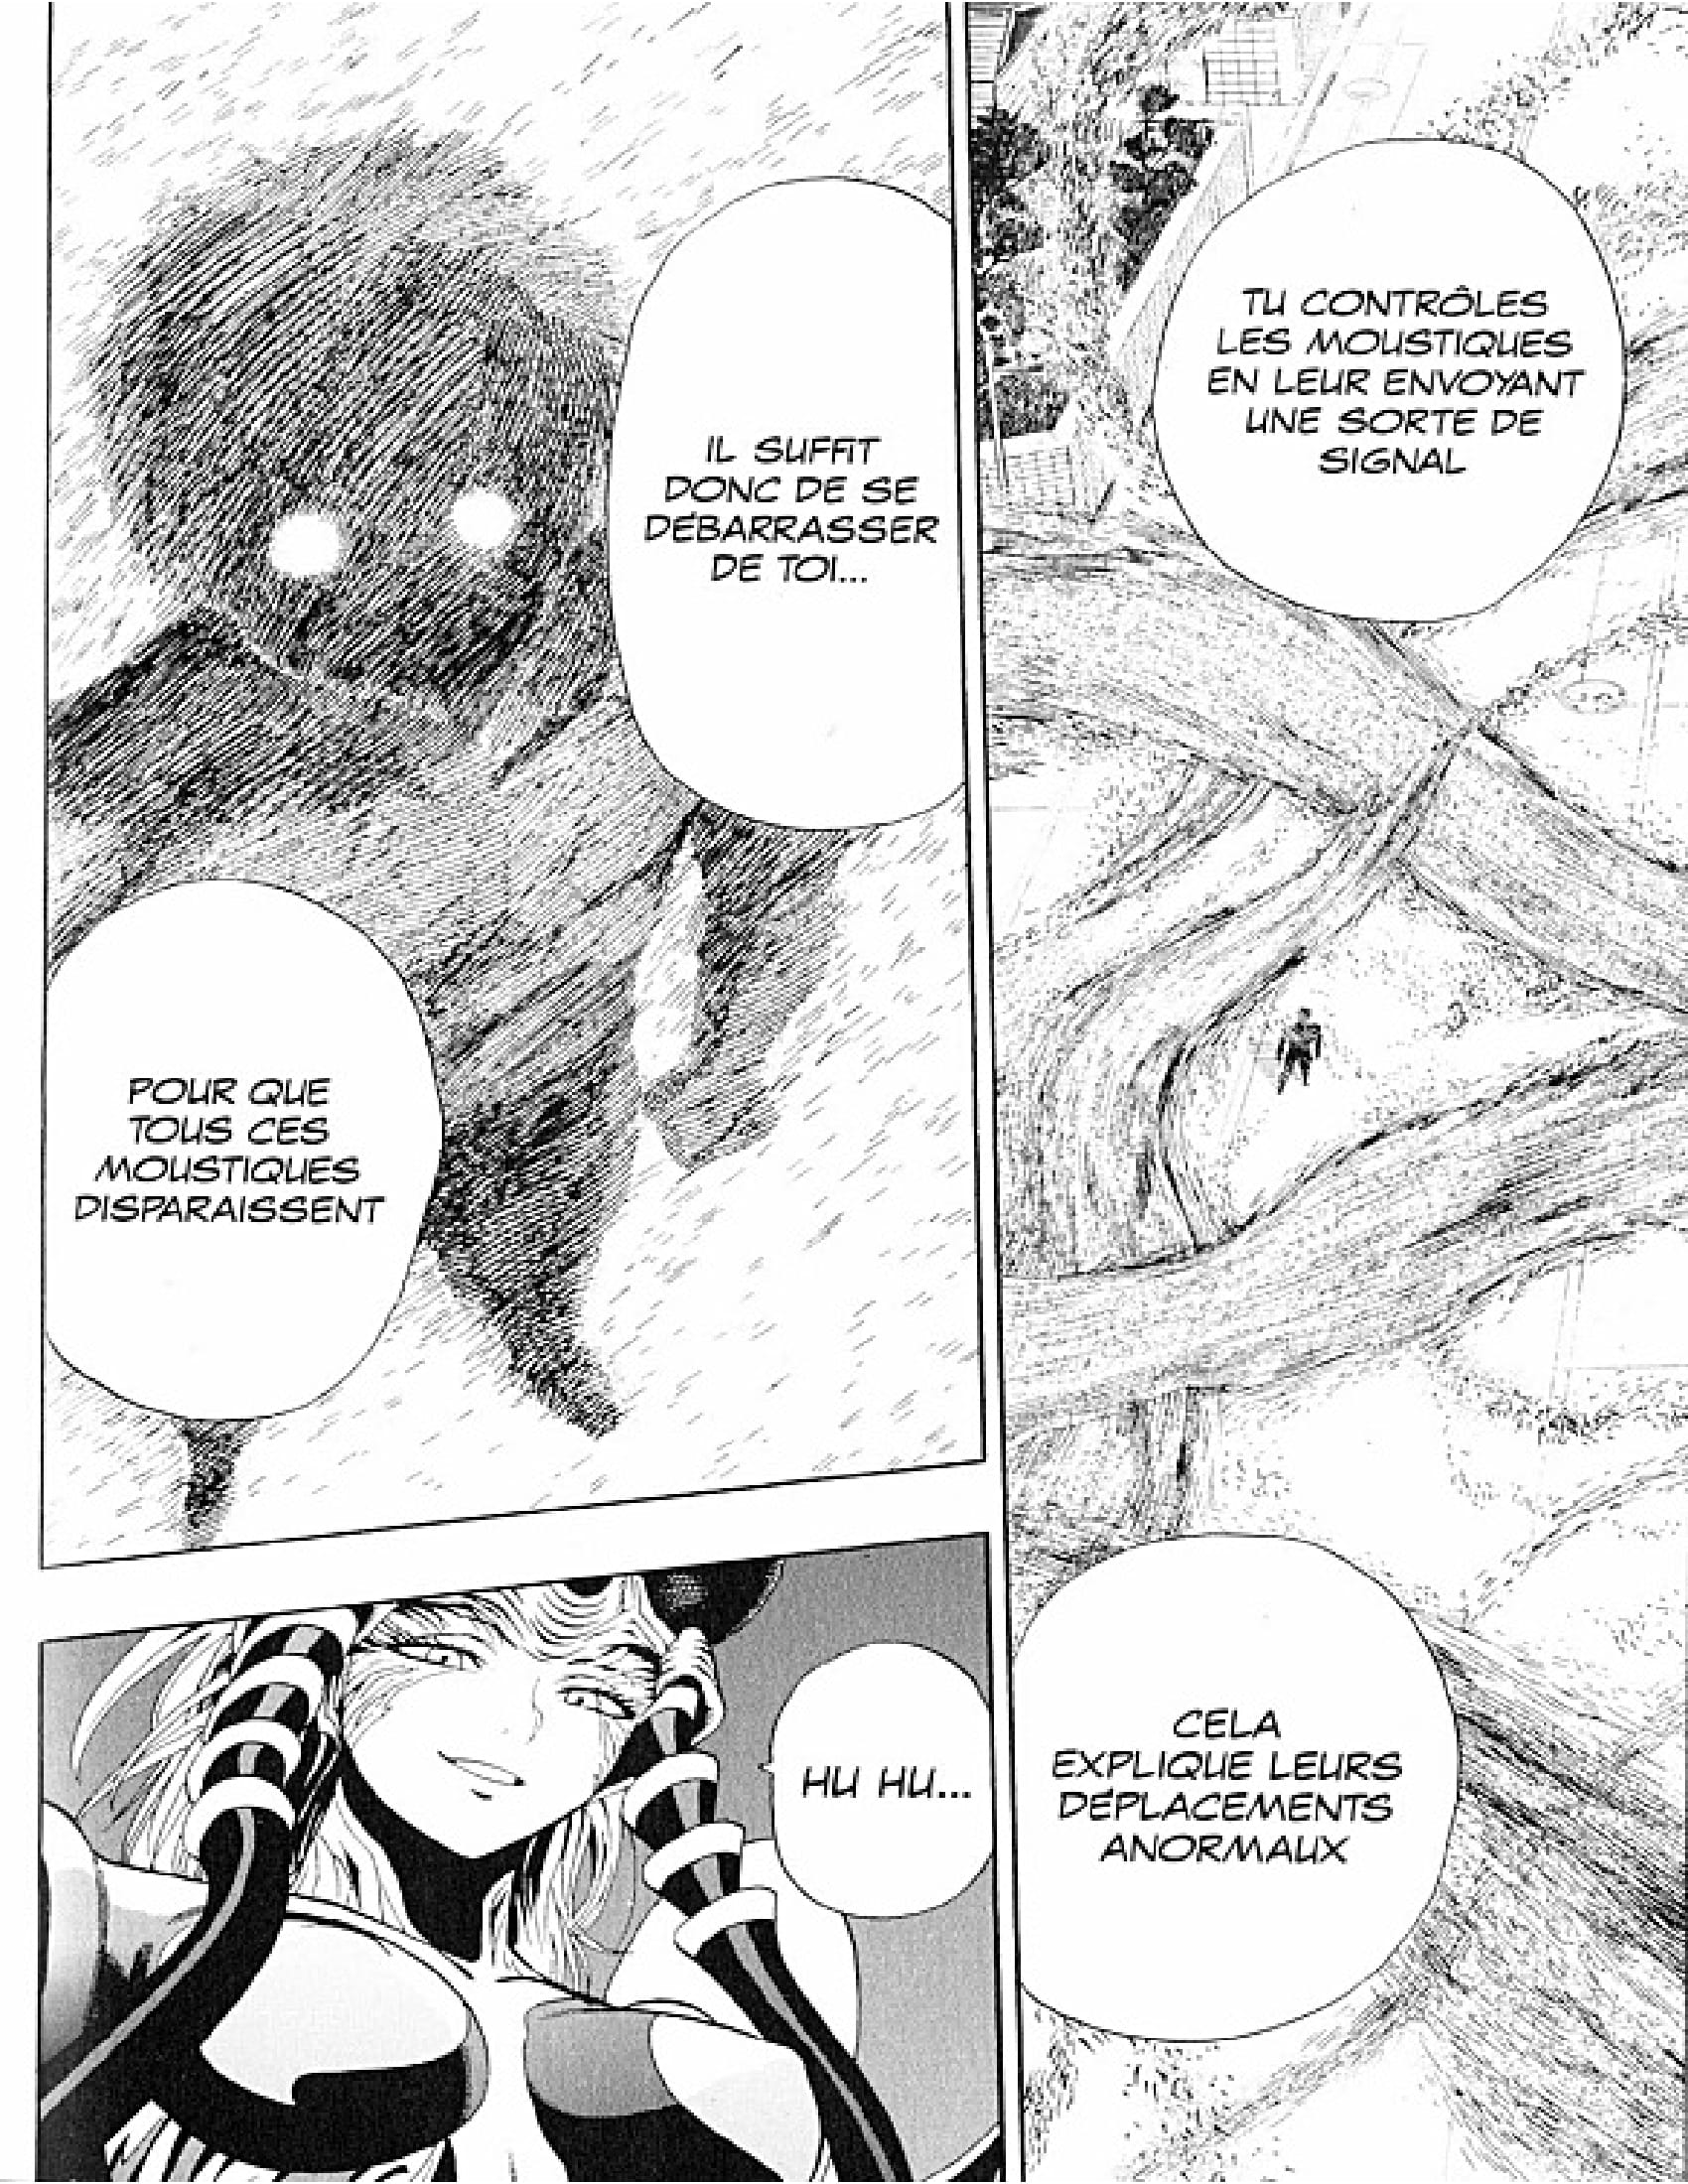 TU CONTRÔLES
LES MOUSTIQUES
EN LEUR ENVOYANT
UNE SORTE DE
SIGNAL
CELA
EXPLIQUE LEURS
DÉPLACEMENTS
ANORMAUX
IL SUFFIT
DONC DE SE
DÉBARRASSER
DE TOI...
POUR QUE
TOUS CES
MOUSTIQUES
DISPARAISSENT
HU HU...